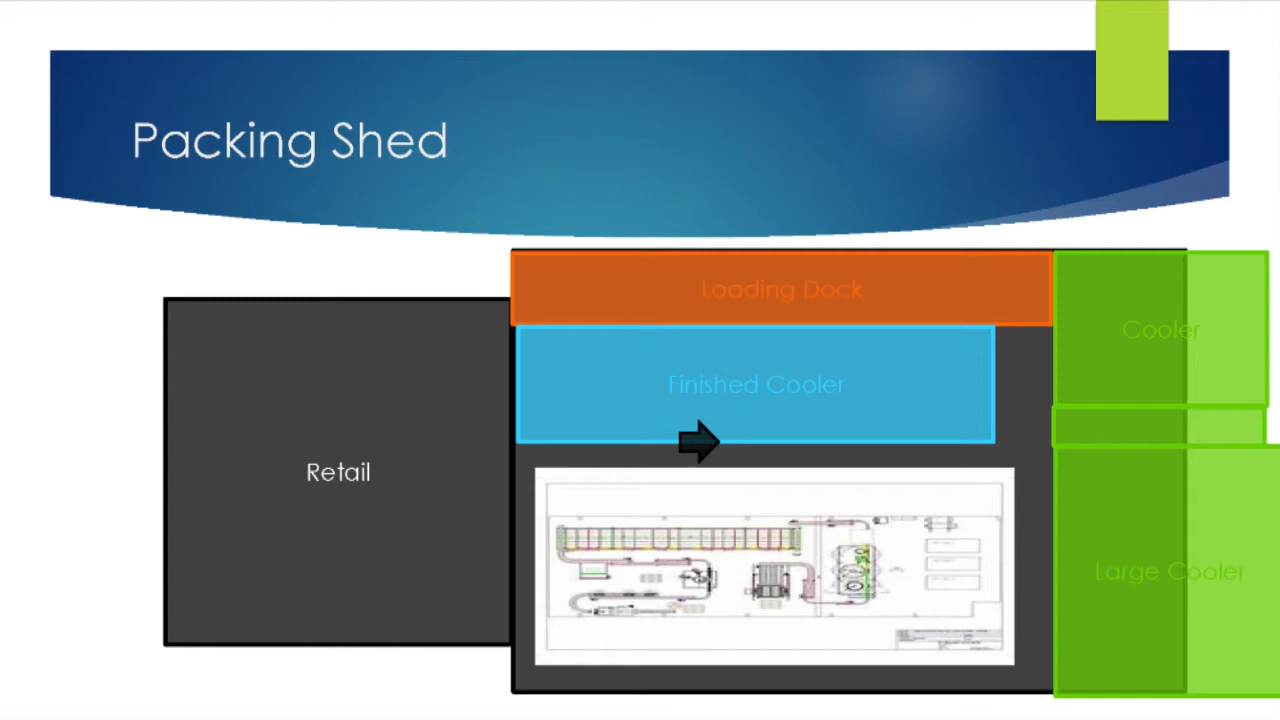 Packing Shed
Loading Dock
Cooler
Finished Cooler
Retail
Large Cooler